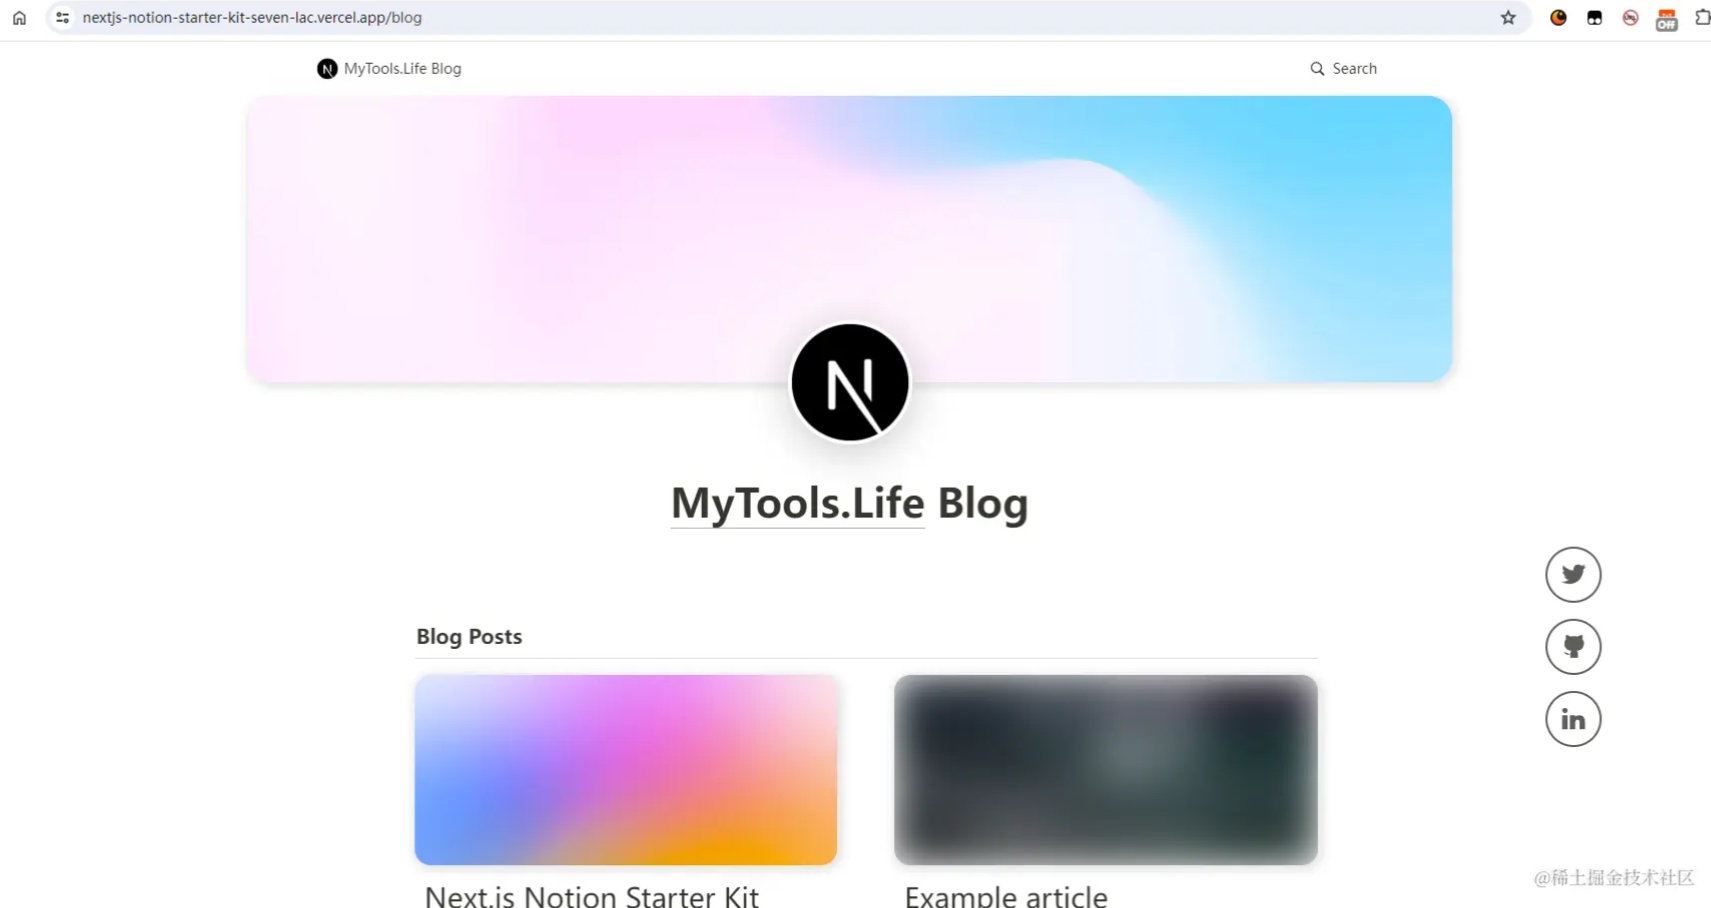 nextjs-notion-starter-kit-seven-lac.vercel.app/blog
Off
MyTools.Life Blog
Search
MyTools.Life Blog
Blog Posts
Next.js Notion Starter Kit
Example article
@稀土掘金技术社区